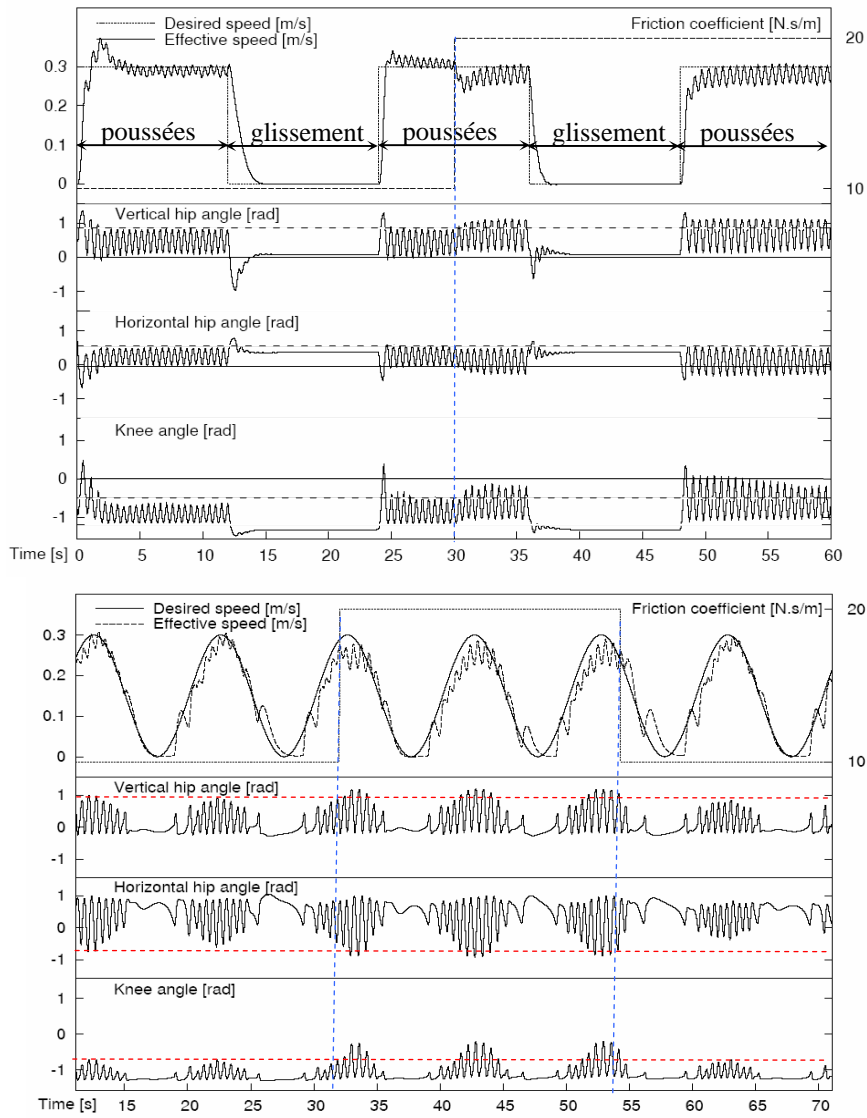 Desired speed [m/s]
Effective speed [m/s]
Friction coefficient [N.s/m]
20
0.3
0.2
0.1
0
10
poussées glissement poussées glissement poussées
Vertical hip angle [rad]
1
0
-1
Horizontal hip angle [rad]
1
0
-1
Knee angle [rad]
1
0
-1
Time [s] 0 5 10 15 20 25 30 35 40 45 50 55 60
Desired speed [m/s]
Effective speed [m/s]
Friction coefficient [N.s/m]
20
0.3
0.2
0.1
0
10
Vertical hip angle [rad]
1
0
-1
Horizontal hip angle [rad]
1
0
-1
Knee angle [rad]
1
0
-1
Time [s] 15 20 25 30 35 40 45 50 55 60 65 70